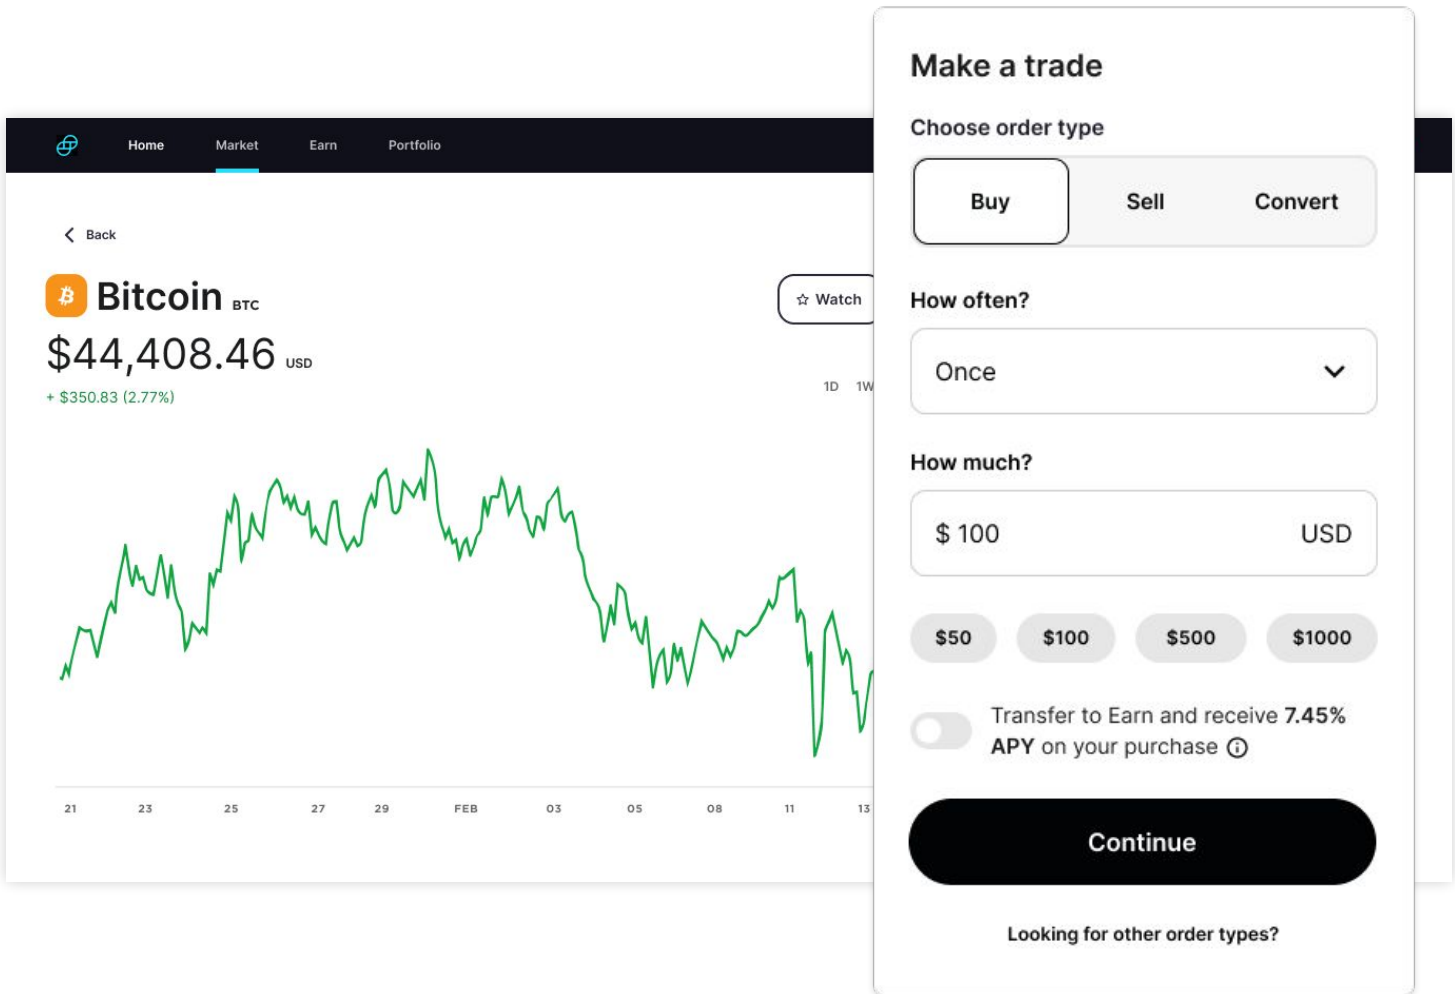 Home Market Earn Portfolio
Back
Bitcoin BTC
Watch
$44,408.46 USD
+ $350.83 (2.77%)
1D 1W
21 23 25 27 29 FEB 03 05 08 11 13
Make a trade
Choose order type
Buy Sell Convert
How often?
Once
How much?
$ 100 USD
$50 $100 $500 $1000
Transfer to Earn and receive 7.45%
APY on your purchase
Continue
Looking for other order types?